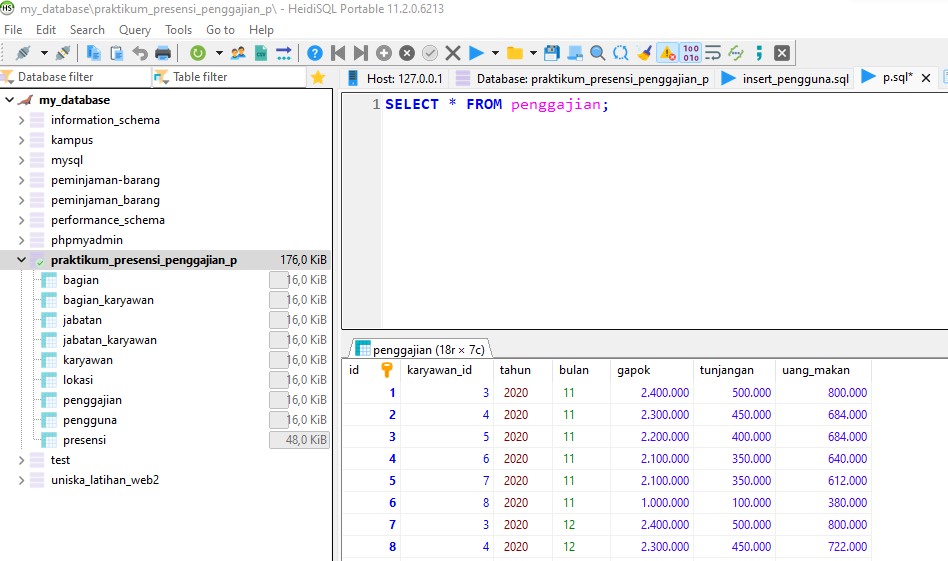 my_database\praktikum_presensi_penggajian_p\ - HeidiSQL Portable 11.2.0.6213
File Edit Search Query Tools Go to Help
Database filter Table filter
Host: 127.0.0.1 Database: praktikum_presensi_penggajian_p insert_pengguna.sql p.sql*
my_database
information_schema
kampus
mysql
peminjaman-barang
peminjaman_barang
performance_schema
phpmyadmin
praktikum_presensi_penggajian_p 176,0 KiB
bagian 16,0 KiB
bagian_karyawan 16,0 KiB
jabatan 16,0 KiB
jabatan_karyawan 16,0 KiB
karyawan 16,0 KiB
lokasi 16,0 KiB
penggajian 16,0 KiB
pengguna 16,0 KiB
presensi 48,0 KiB
test
uniska_latihan_web2
1 SELECT * FROM penggajian;
penggajian (18r × 7c)
id karyawan_id tahun bulan gapok tunjangan uang_makan
1 3 2020 11 2.400.000 500.000 800.000
2 4 2020 11 2.300.000 450.000 684.000
3 5 2020 11 2.200.000 400.000 684.000
4 6 2020 11 2.100.000 350.000 640.000
5 7 2020 11 2.100.000 350.000 612.000
6 8 2020 11 1.000.000 100.000 380.000
7 3 2020 12 2.400.000 500.000 800.000
8 4 2020 12 2.300.000 450.000 722.000